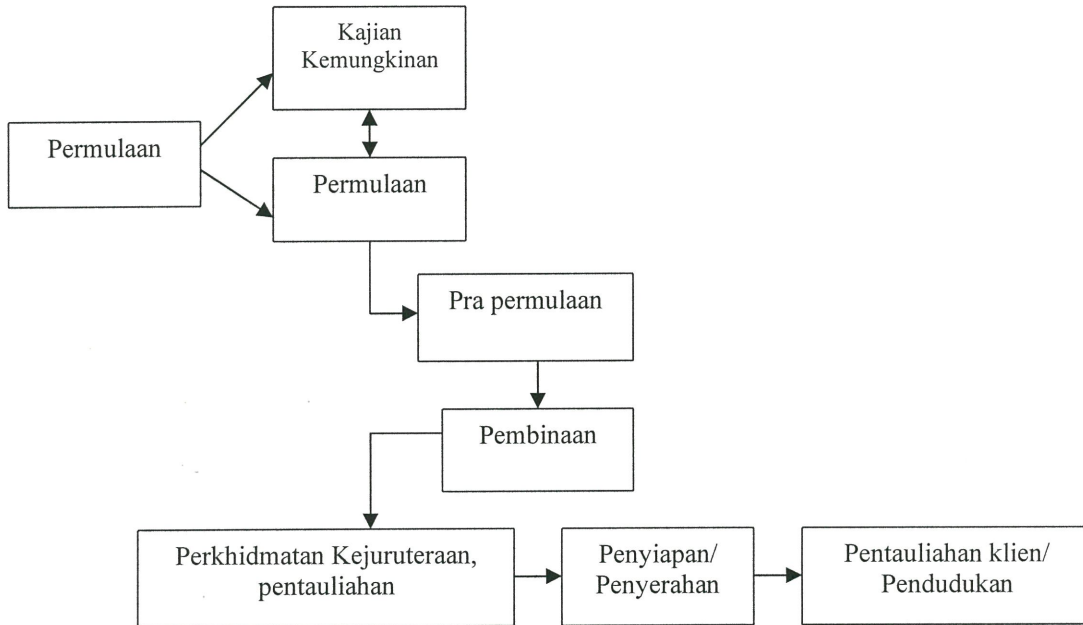 Kajian
Kemungkinan
Permulaan
Permulaan
Pra permulaan
Pembinaan
Perkhidmatan Kejuruteraan,
pentauliahan
Penyiapan/
Penyerahan
Pentauliahan klien/
Pendudukan